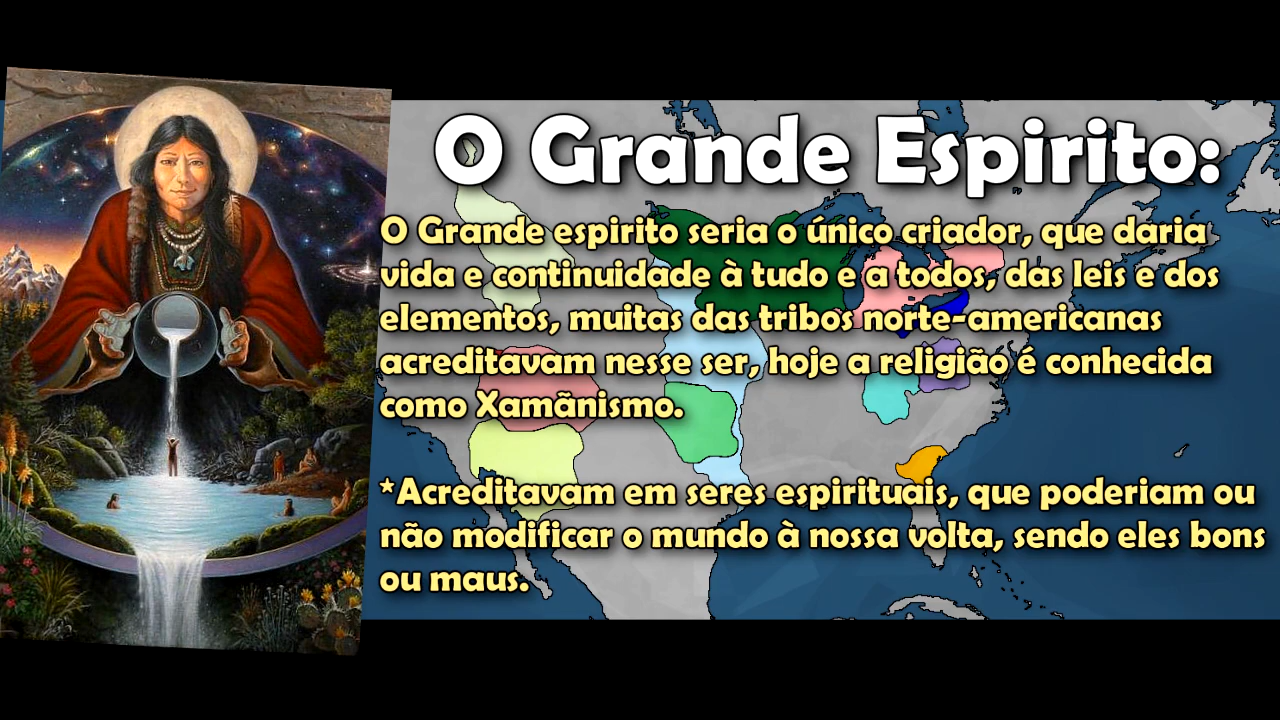 O Grande Espirito:
O Grande espirito seria o único criador, que daria
vida e continuidade à tudo e a todos, das leis e dos
elementos, muitas das tribos norte-americanas
acreditavam nesse ser, hoje a religião é conhecida
como Xamãnismo.
*Acreditavam em seres espirituais, que poderiam ou
não modificar o mundo à nossa volta, sendo eles bons
ou maus.